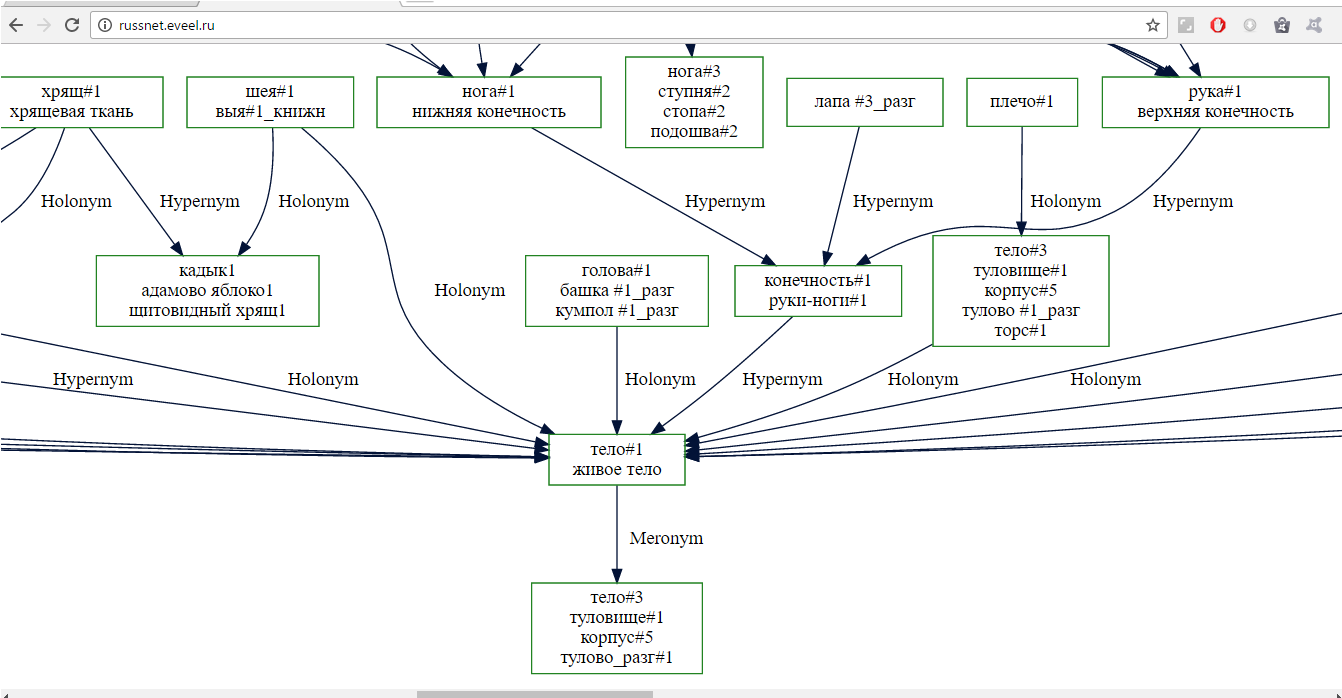 russnet.eveel.ru
хрящ#1
хрящевая ткань
шея#1
выя#1_книжн
нога#1
нижняя конечность
нога#3
ступня#2
стопа#2
подошва#2
лапа #3_разг
плечо#1
рука#1
верхняя конечность
Holonym
Hypernym
Holonym
Hypernym
Hypernym
Holonym
Hypernym
кадык1
адамово яблоко1
щитовидный хрящ1
Holonym
голова#1
башка #1_разг
кумпол #1_разг
конечность#1
руки-ноги#1
тело#3
туловище#1
корпус#5
тулово #1_разг
торс#1
Hypernym
Holonym
Holonym
Hypernym
Holonym
Holonym
тело#1
живое тело
Meronym
тело#3
туловище#1
корпус#5
тулово_разг#1